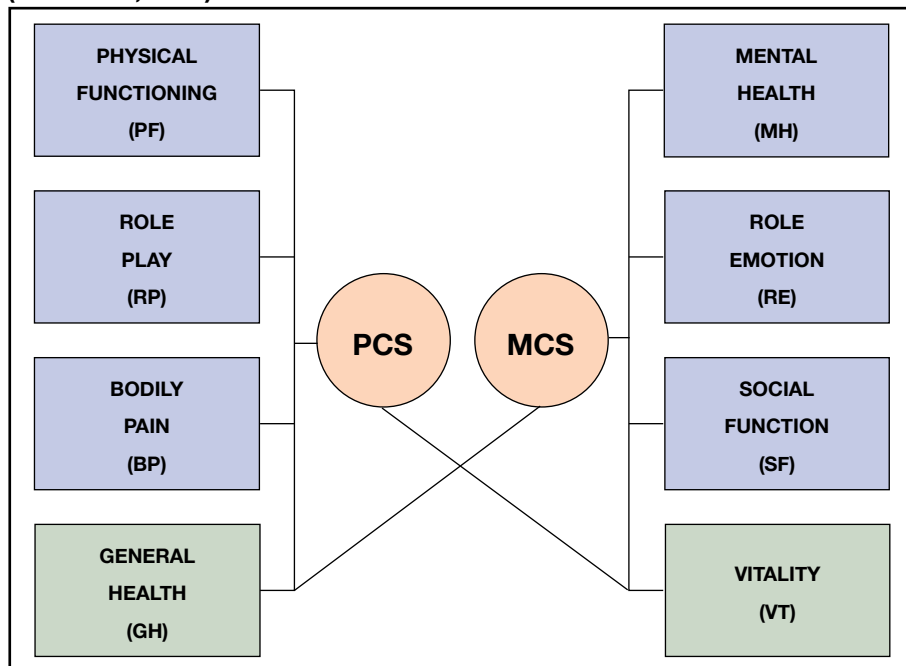 PHYSICAL
FUNCTIONING
(PF)
ROLE
PLAY
(RP)
BODILY
PAIN
(BP)
GENERAL
HEALTH
(GH)
PCS
MCS
MENTAL
HEALTH
(MH)
ROLE
EMOTION
(RE)
SOCIAL
FUNCTION
(SF)
VITALITY
(VT)